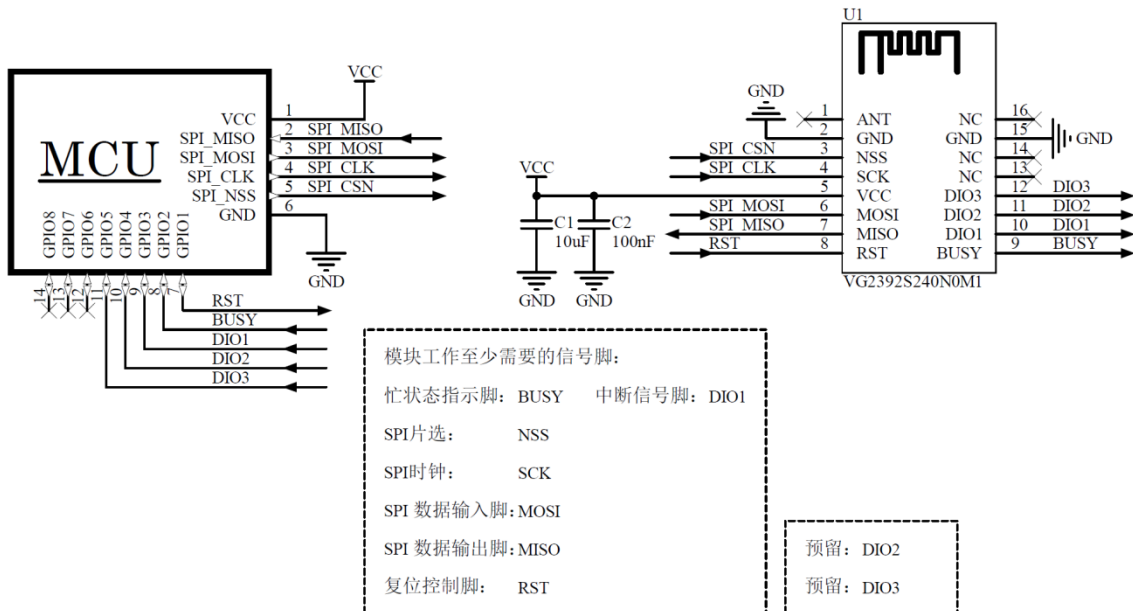 MCU
VCC
VCC
1
SPI_MISO
2
SPI_MISO
SPI_MOSI
3
SPI_MOSI
SPI_CLK
4
SPI_CLK
SPI_NSS
5
SPI_CSN
GND
6
GND
GPIO8
GPIO7
GPIO6
GPIO5
GPIO4
GPIO3
GPIO2
GPIO1
14
13
12
11
10
9
8
7
RST
BUSY
DIO1
DIO2
DIO3
U1
GND
1
ANT
NC
16
2
GND
GND
15
GND
SPI_CSN
3
NSS
NC
14
SPI_CLK
4
SCK
NC
13
VCC
5
VCC
DIO3
12
DIO3
SPI_MOSI
6
MOSI
DIO2
11
DIO2
SPI_MISO
7
MISO
DIO1
10
DIO1
RST
8
RST
BUSY
9
BUSY
VG2392S240N0M1
C1
10uF
C2
100nF
GND
GND
模块工作至少需要的信号脚：
忙状态指示脚：BUSY 中断信号脚：DIO1
SPI片选： NSS
SPI时钟： SCK
SPI 数据输入脚：MOSI
SPI 数据输出脚：MISO
复位控制脚： RST
预留：DIO2
预留：DIO3